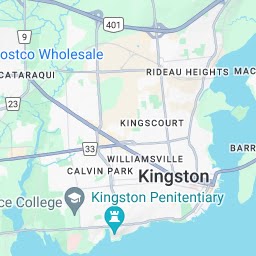 9
401
ostco Wholesale
CATARAQUI
RIDEAU HEIGHTS
MAC
23
KINGSCOURT
33
WILLIAMSVILLE
BARR
CALVIN PARK
Kingston
ce College
Kingston Penitentiary